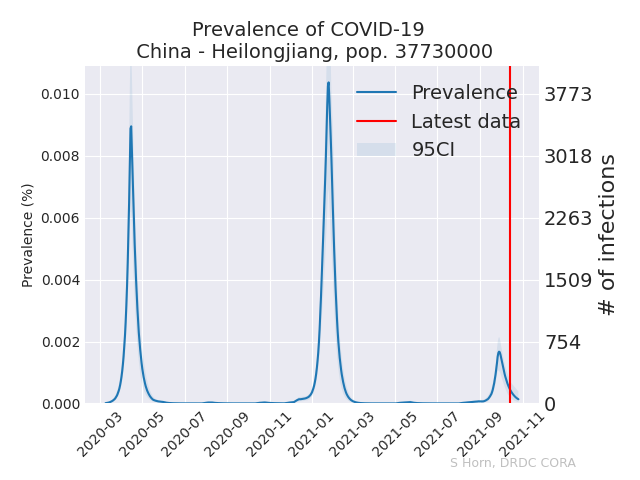 Prevalence of COVID-19
China - Heilongjiang, pop. 37730000
Prevalence
Latest data
95CI
0.010
0.008
0.006
0.004
0.002
0.000
Prevalence (%)
3773
3018
2263
1509
754
0
# of infections
2020-03
2020-05
2020-07
2020-09
2020-11
2021-01
2021-03
2021-05
2021-07
2021-09
2021-11
S Horn, DRDC CORA